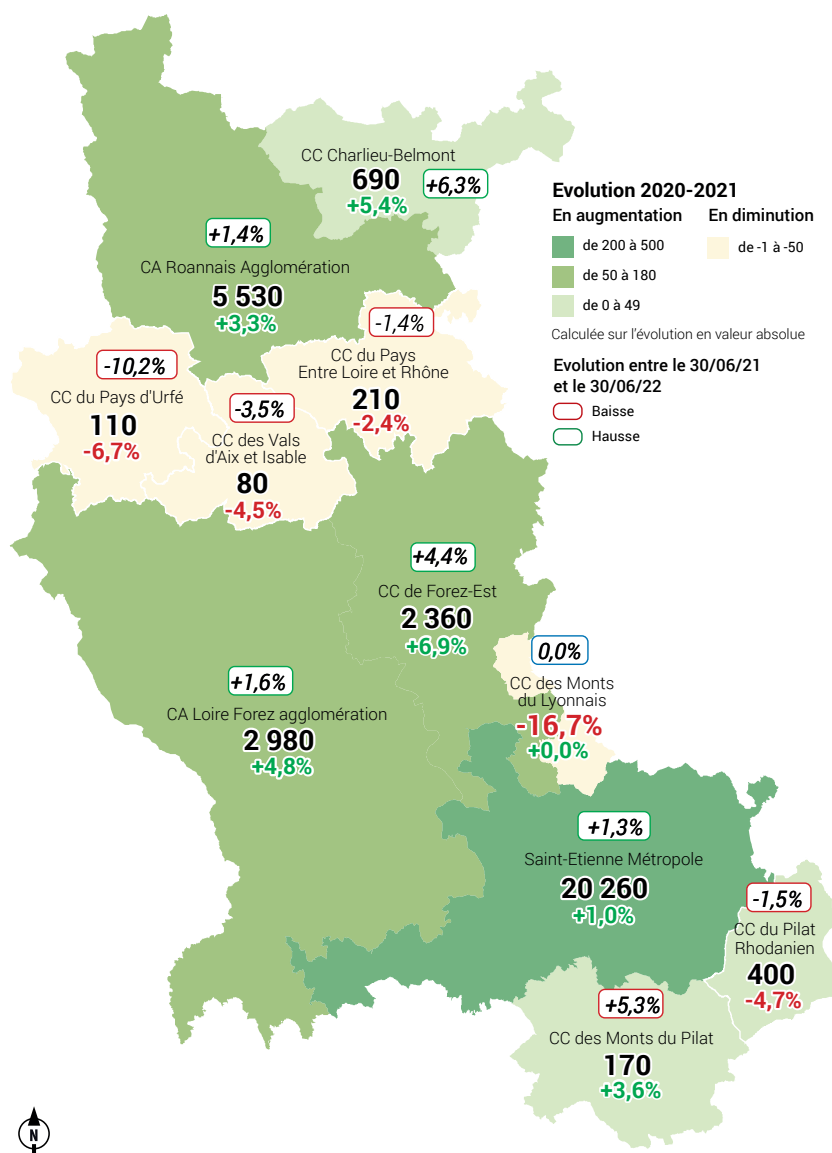 CC Charlieu-Belmont
690
+5,4%
+6,3%
+1,4%
CA Roannais Agglomération
5 530
+3,3%
Evolution 2020-2021
En augmentation
de 200 à 500
de 50 à 180
de 0 à 49
En diminution
de -1 à -50
Calculée sur l’évolution en valeur absolue
Evolution entre le 30/06/21
et le 30/06/22
Baisse
Hausse
-10,2%
CC du Pays d'Urfé
110
-6,7%
-3,5%
CC des Vals
d'Aix et Isable
80
-4,5%
-1,4%
CC du Pays
Entre Loire et Rhône
210
-2,4%
+4,4%
CC de Forez-Est
2 360
+6,9%
0,0%
CC des Monts
du Lyonnais
-16,7%
+0,0%
+1,6%
CA Loire Forez agglomération
2 980
+4,8%
+1,3%
Saint-Etienne Métropole
20 260
+1,0%
-1,5%
CC du Pilat
Rhodanien
400
-4,7%
+5,3%
CC des Monts du Pilat
170
+3,6%
N